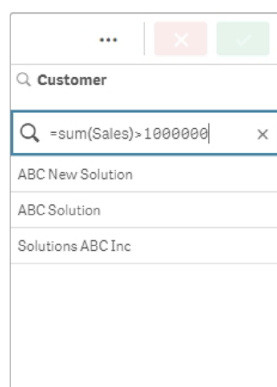 Customer
=sum(Sales)>1000000
ABC New Solution
ABC Solution
Solutions ABC Inc